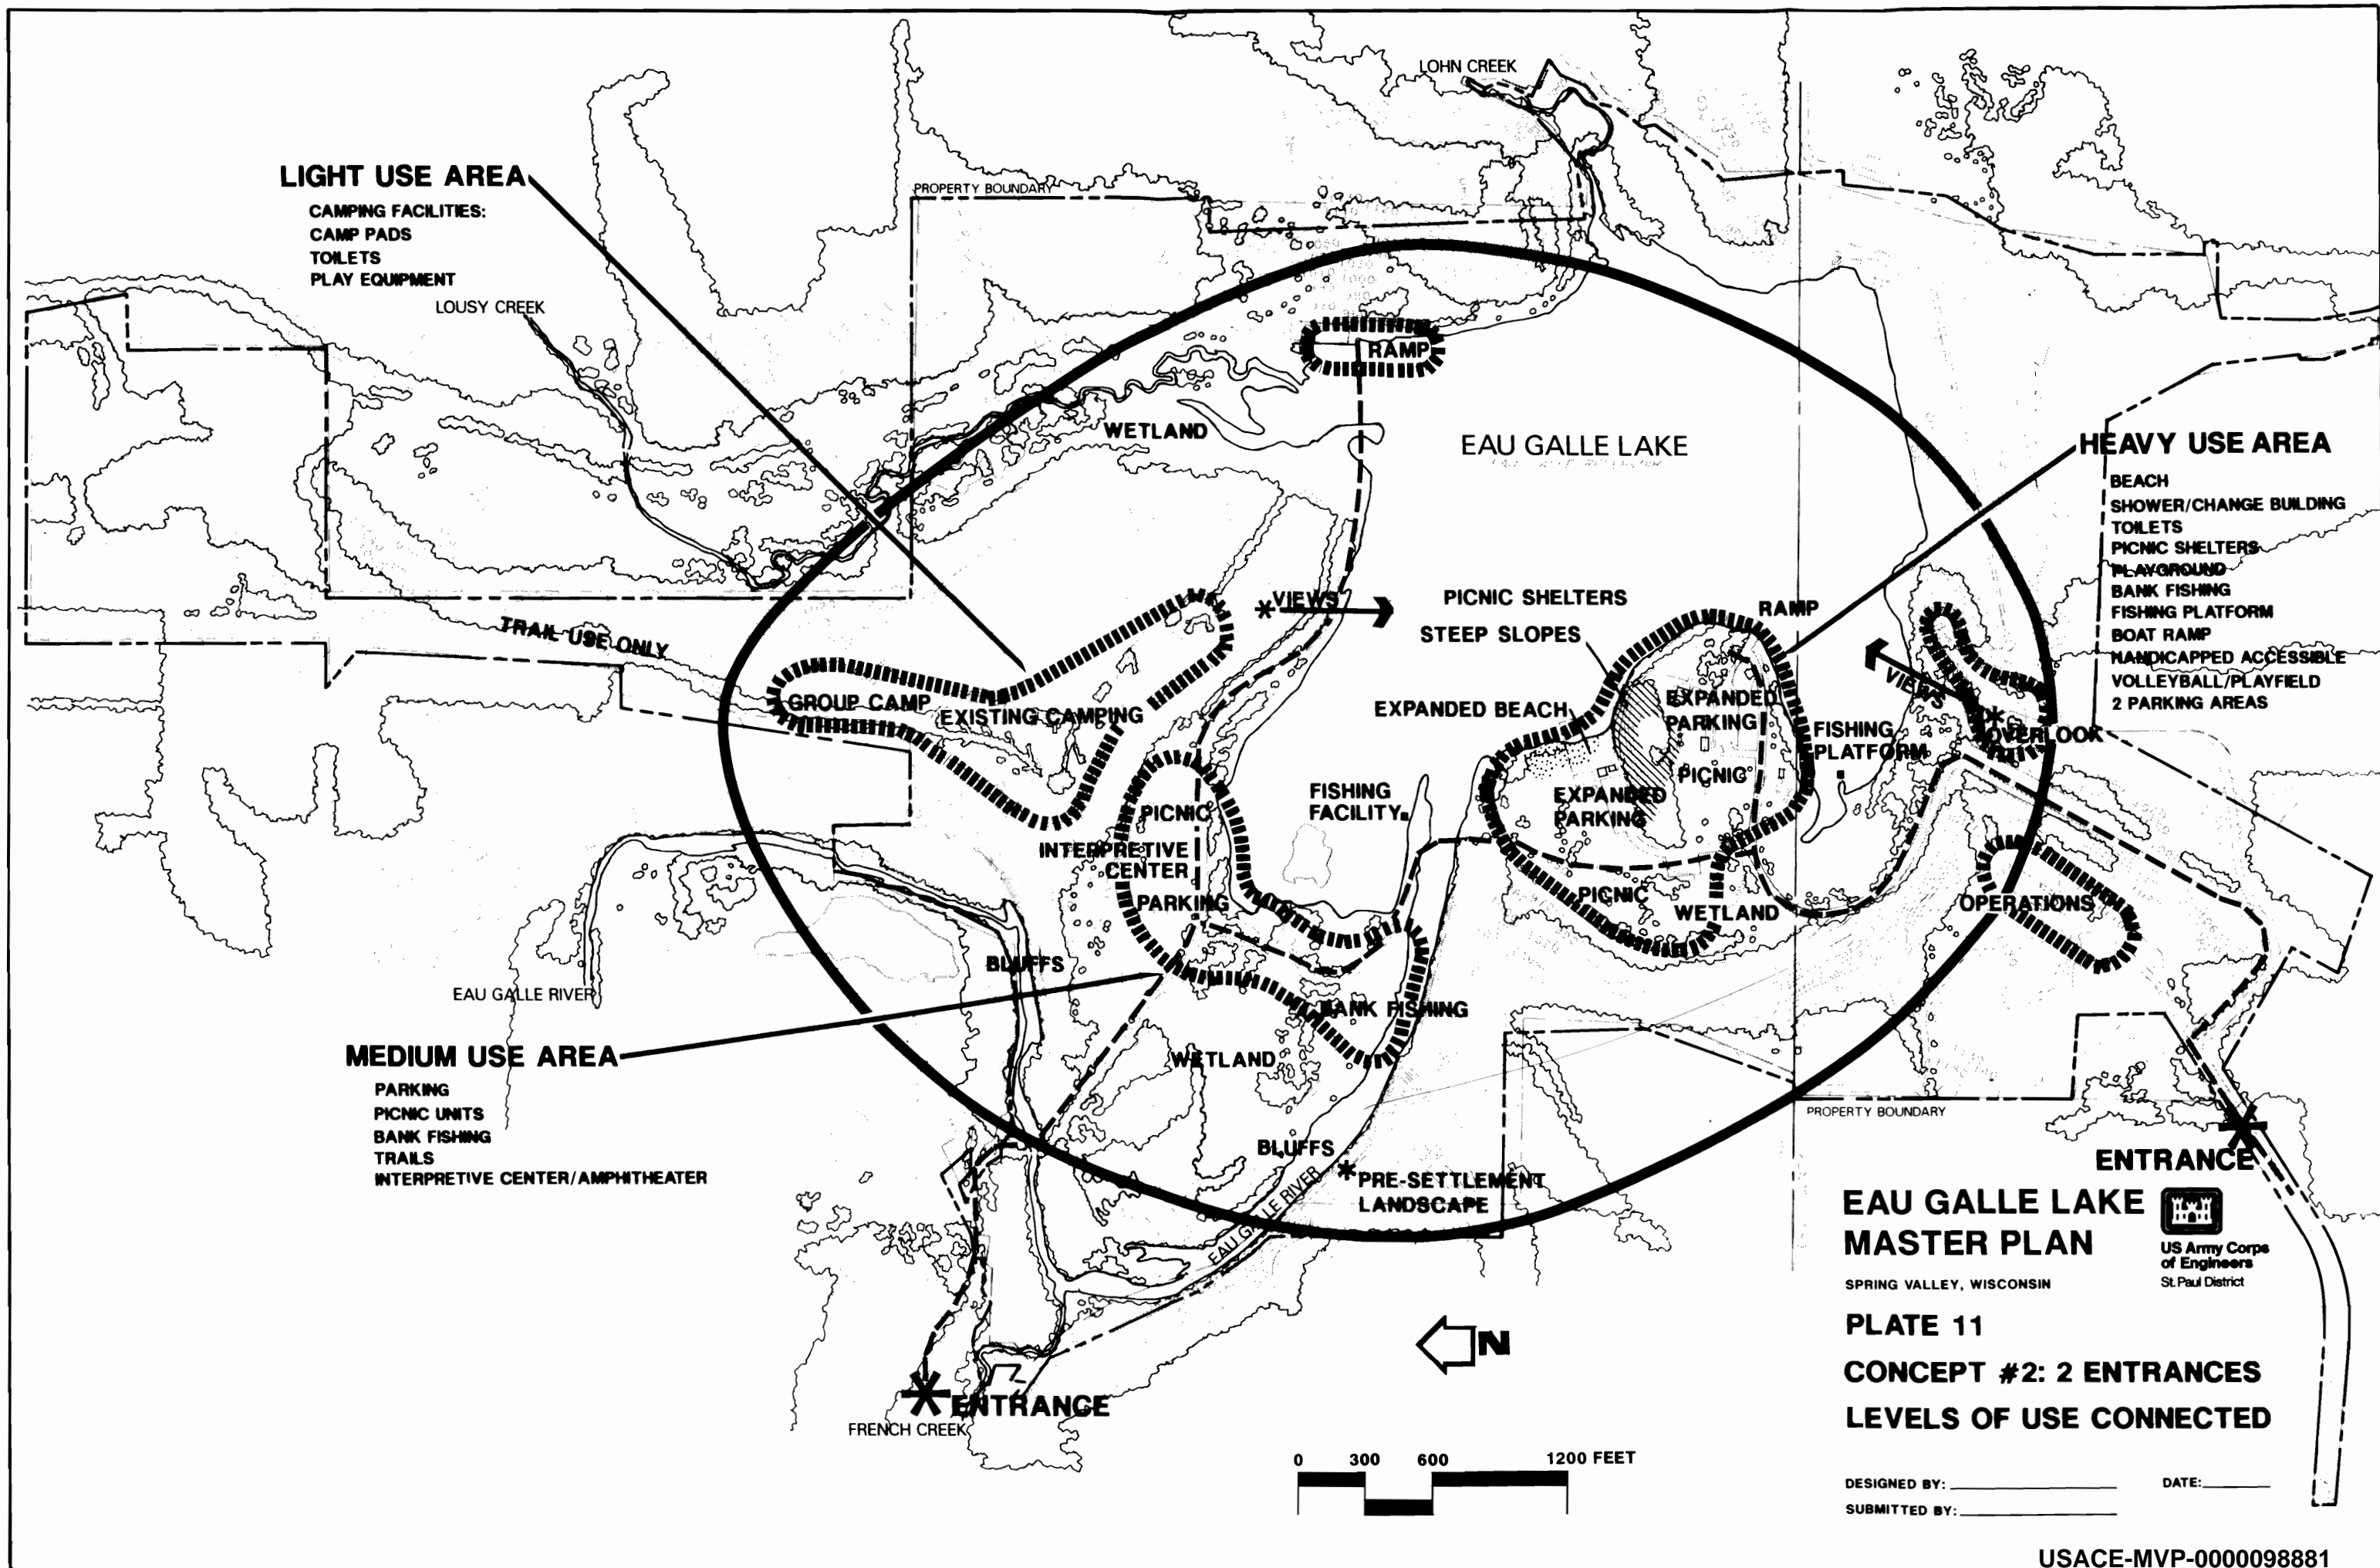 LOHN CREEK
LIGHT USE AREA
CAMPING FACILITIES:
CAMP PADS
TOILETS
PLAY EQUIPMENT
PROPERTY BOUNDARY
LOUSY CREEK
RAMP
WETLAND
EAU GALLE LAKE
HEAVY USE AREA
BEACH
SHOWER/CHANGE BUILDING
TOILETS
PICNIC SHELTERS
PLAYGROUND
BANK FISHING
FISHING PLATFORM
BOAT RAMP
HANDICAPPED ACCESSIBLE
VOLLEYBALL/PLAYFIELD
2 PARKING AREAS
TRAIL USE ONLY
VIEWS
PICNIC SHELTERS
STEEP SLOPES
RAMP
VIEWS
GROUP CAMP
EXISTING CAMPING
EXPANDED BEACH
EXPANDED
PARKING
FISHING
PLATFORM
OVERLOOK
PICNIC
EXPANDED
PARKING
FISHING
FACILITY
PICNIC
INTERPRETIVE
CENTER
PARKING
PICNIC
WETLAND
OPERATIONS
BLUFFS
EAU GALLE RIVER
BANK FISHING
MEDIUM USE AREA
PARKING
PICNIC UNITS
BANK FISHING
TRAILS
INTERPRETIVE CENTER/AMPHITHEATER
WETLAND
BLUFFS
PRE-SETTLEMENT
LANDSCAPE
EAU GALLE RIVER
PROPERTY BOUNDARY
ENTRANCE
ENTRANCE
FRENCH CREEK
N
0 300 600 1200 FEET
EAU GALLE LAKE
MASTER PLAN
US Army Corps
of Engineers
St. Paul District
SPRING VALLEY, WISCONSIN
PLATE 11
CONCEPT #2: 2 ENTRANCES
LEVELS OF USE CONNECTED
DESIGNED BY:
DATE:
SUBMITTED BY:
USACE-MVP-0000098881